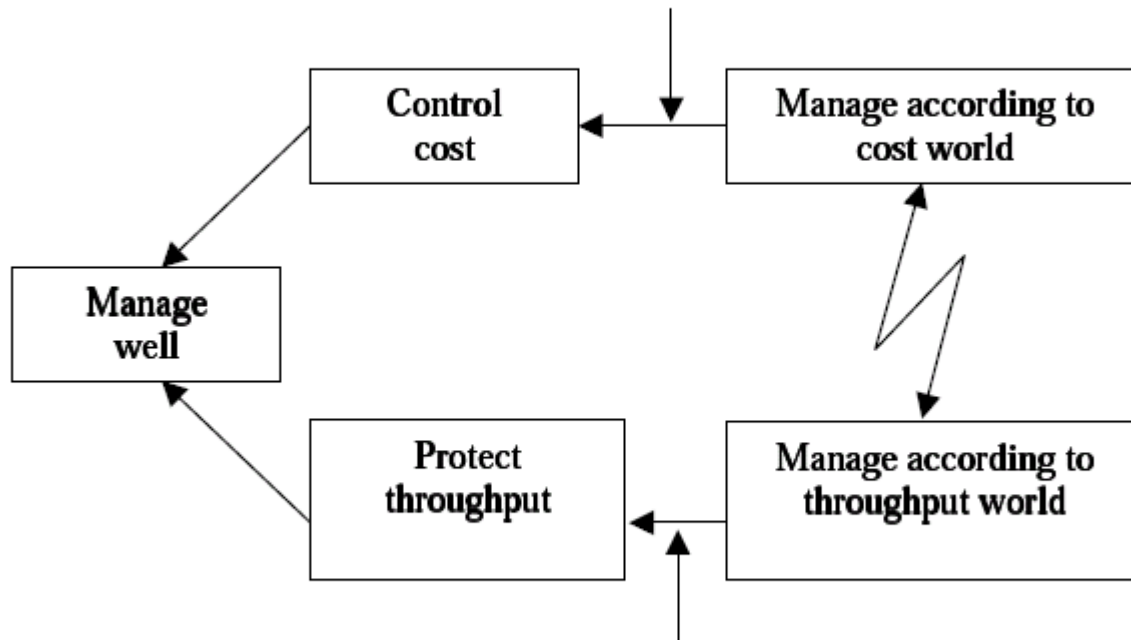 Control
cost
Manage according to
cost world
Manage
well
Protect
throughput
Manage according to
throughput world